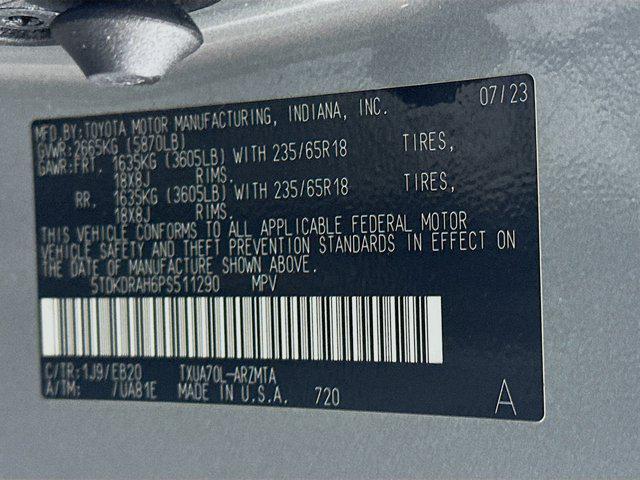 MFD.BY:TOYOTA MOTOR MANUFACTURING, INDIANA, INC. 07/23
GVWR:2665KG (5870LB)
GAWR:FRT. 1635KG (3605LB) WITH 235/65R18 TIRES,
18X8J RIMS.
RR. 1635KG (3605LB) WITH 235/65R18 TIRES,
18X8J RIMS.
THIS VEHICLE CONFORMS TO ALL APPLICABLE FEDERAL MOTOR
VEHICLE SAFETY AND THEFT PREVENTION STANDARDS IN EFFECT ON
THE DATE OF MANUFACTURE SHOWN ABOVE.
5TDKDRAH6PS511290 MPV
C/TR:1J9/EB20 TXUA70L-ARZMTA
A/TM: /UA81E MADE IN U.S.A. 720 A